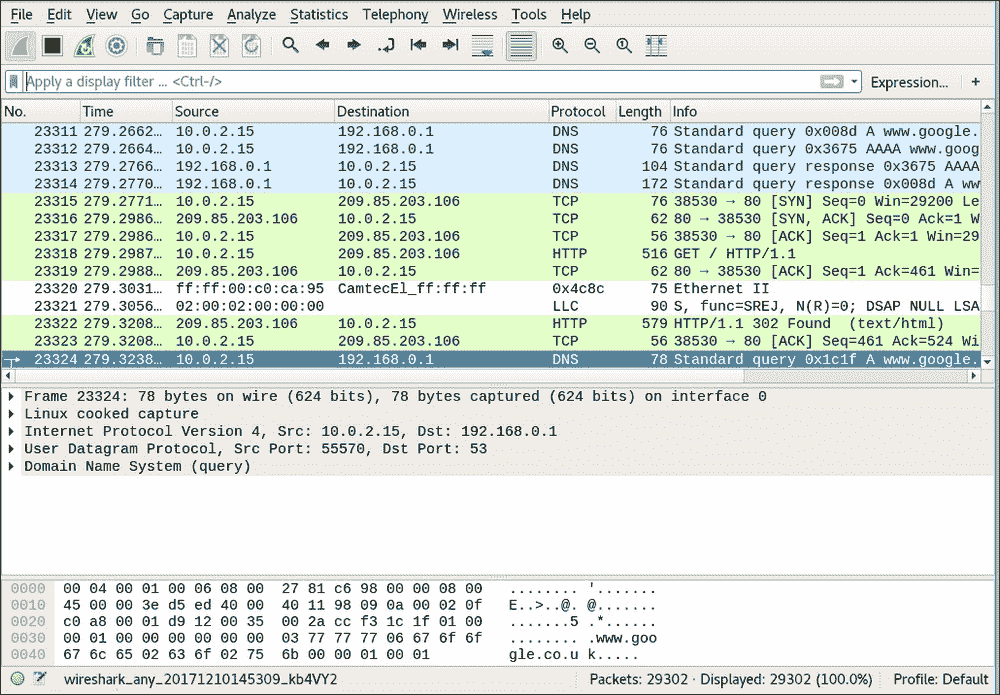 File Edit View Go Capture Analyze Statistics Telephony Wireless Tools Help
Apply a display filter ... <Ctrl-/> Expression... +
No. Time Source Destination Protocol Length Info
23311 279.2662… 10.0.2.15 192.168.0.1 DNS 76 Standard query 0x008d A www.google.
23312 279.2664… 10.0.2.15 192.168.0.1 DNS 76 Standard query 0x3675 AAAA www.goog
23313 279.2766… 192.168.0.1 10.0.2.15 DNS 104 Standard query response 0x3675 AAAA
23314 279.2770… 192.168.0.1 10.0.2.15 DNS 172 Standard query response 0x008d A ww
23315 279.2771… 10.0.2.15 209.85.203.106 TCP 76 38530 → 80 [SYN] Seq=0 Win=29200 Le
23316 279.2986… 209.85.203.106 10.0.2.15 TCP 62 80 → 38530 [SYN, ACK] Seq=0 Ack=1 W
23317 279.2986… 10.0.2.15 209.85.203.106 TCP 56 38530 → 80 [ACK] Seq=1 Ack=1 Win=29
23318 279.2987… 10.0.2.15 209.85.203.106 HTTP 516 GET / HTTP/1.1
23319 279.2988… 209.85.203.106 10.0.2.15 TCP 62 80 → 38530 [ACK] Seq=1 Ack=461 Win=
23320 279.3031… ff:ff:00:c0:ca:95 CamtecEl_ff:ff:ff 0x4c8c 75 Ethernet II
23321 279.3056… 02:00:02:00:00:00 LLC 90 S, func=SREJ, N(R)=0; DSAP NULL LSA
23322 279.3208… 209.85.203.106 10.0.2.15 HTTP 579 HTTP/1.1 302 Found (text/html)
23323 279.3208… 10.0.2.15 209.85.203.106 TCP 56 38530 → 80 [ACK] Seq=461 Ack=524 Wi
23324 279.3238… 10.0.2.15 192.168.0.1 DNS 78 Standard query 0x1c1f A www.google.
Frame 23324: 78 bytes on wire (624 bits), 78 bytes captured (624 bits) on interface 0
Linux cooked capture
Internet Protocol Version 4, Src: 10.0.2.15, Dst: 192.168.0.1
User Datagram Protocol, Src Port: 55570, Dst Port: 53
Domain Name System (query)
0000 00 04 00 01 00 06 08 00 27 81 c6 98 00 00 08 00 ........ '.......
0010 45 00 00 3e d5 ed 40 00 40 11 98 09 0a 00 02 0f E..>..@. @.......
0020 c0 a8 00 01 d9 12 00 35 00 2a cc f3 1c 1f 01 00 .......5 .*......
0030 00 01 00 00 00 00 00 00 03 77 77 77 06 67 6f 6f ........ .www.goo
0040 67 6c 65 02 63 6f 02 75 6b 00 00 01 00 01 gle.co.u k.....
wireshark_any_20171210145309_kb4VY2 Packets: 29302 · Displayed: 29302 (100.0%) Profile: Default